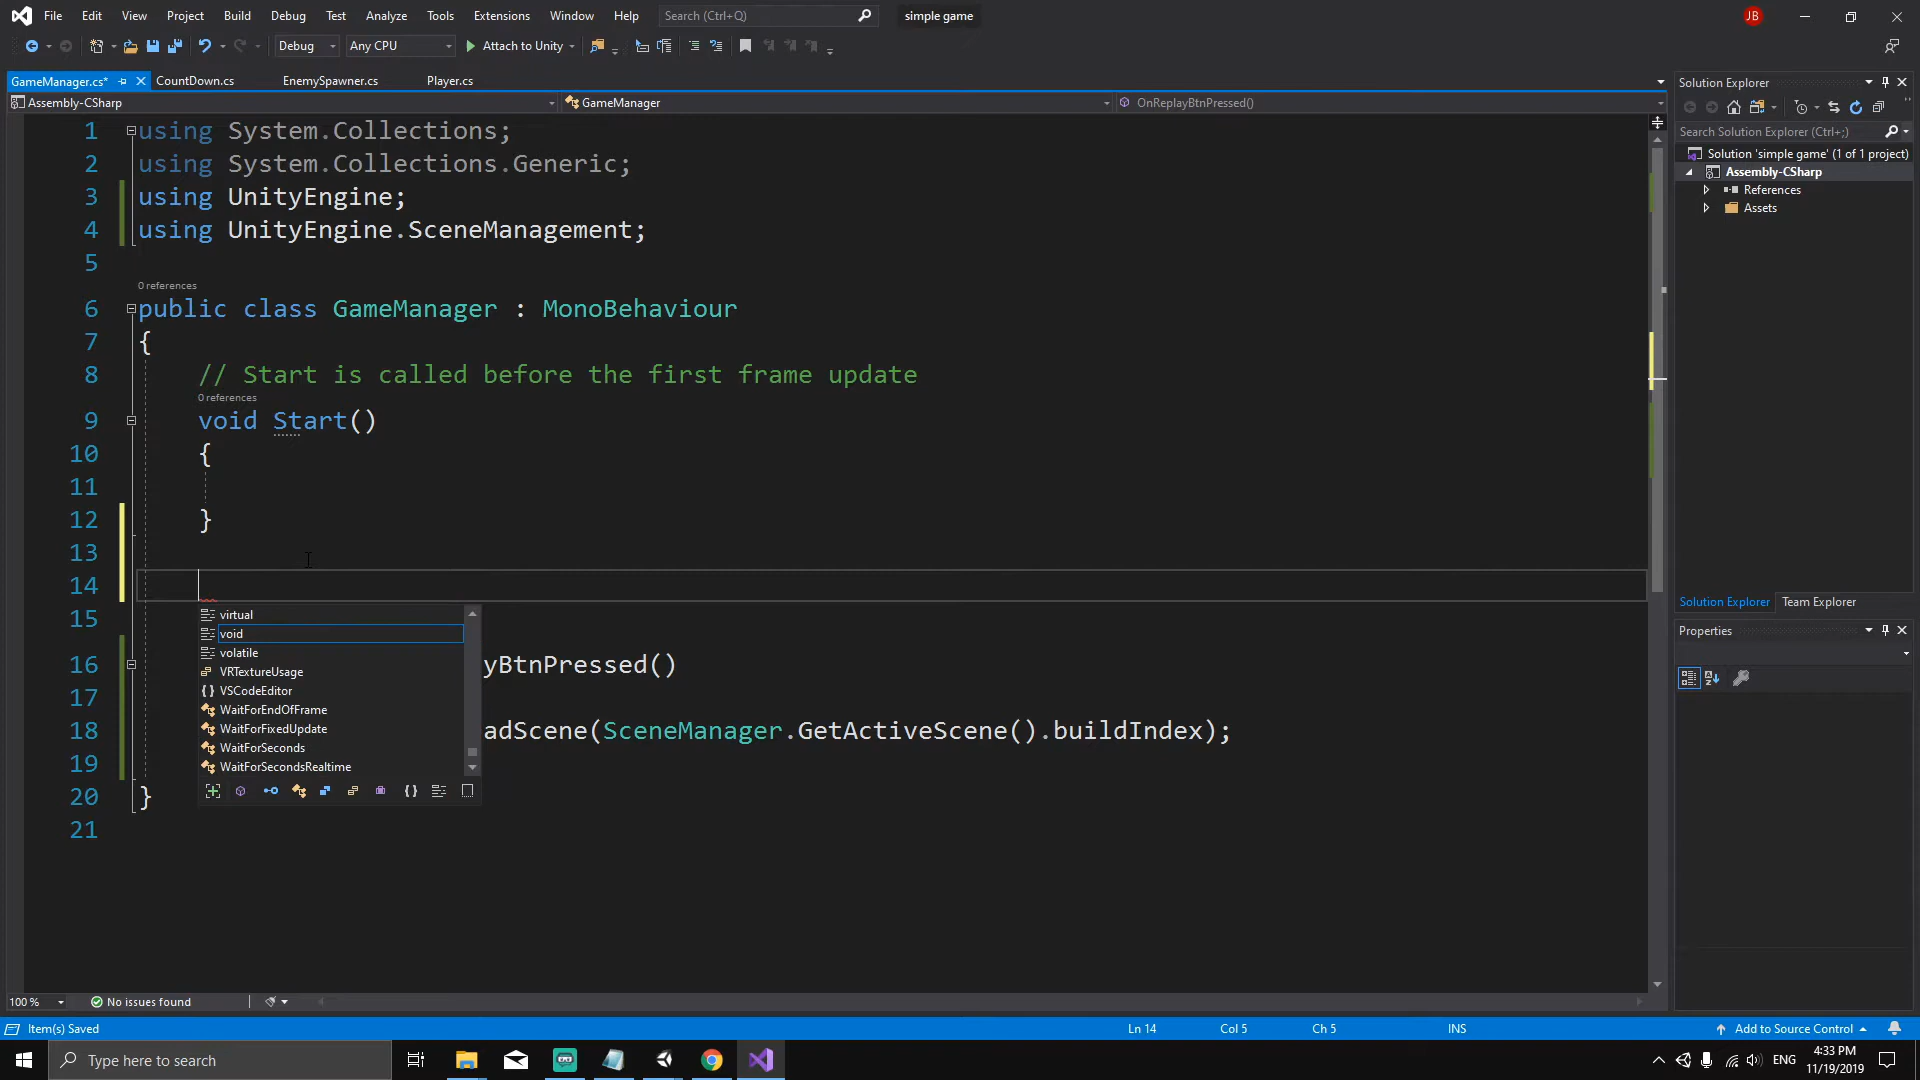 File Edit View Project Build Debug Test Analyze Tools Extensions Window Help Search (Ctrl+Q) simple game JB
Debug Any CPU Attach to Unity
GameManager.cs* CountDown.cs EnemySpawner.cs Player.cs
Assembly-CSharp GameManager OnReplayBtnPressed()
1 using System.Collections;
2 using System.Collections.Generic;
3 using UnityEngine;
4 using UnityEngine.SceneManagement;
5
0 references
6 public class GameManager : MonoBehaviour
7 {
8 // Start is called before the first frame update
0 references
9 void Start()
10 {
11
12 }
13
14
15
16 yBtnPressed()
17
18 adScene(SceneManager.GetActiveScene().buildIndex);
19
20 }
21
virtual
void
volatile
VRTextureUsage
VSCodeEditor
WaitForEndOfFrame
WaitForFixedUpdate
WaitForSeconds
WaitForSecondsRealtime
Solution Explorer
Search Solution Explorer (Ctrl+;)
Solution 'simple game' (1 of 1 project)
Assembly-CSharp
References
Assets
Solution Explorer Team Explorer
Properties
100 % No issues found
Item(s) Saved Ln 14 Col 5 Ch 5 INS Add to Source Control
Type here to search ENG 4:33 PM
11/19/2019